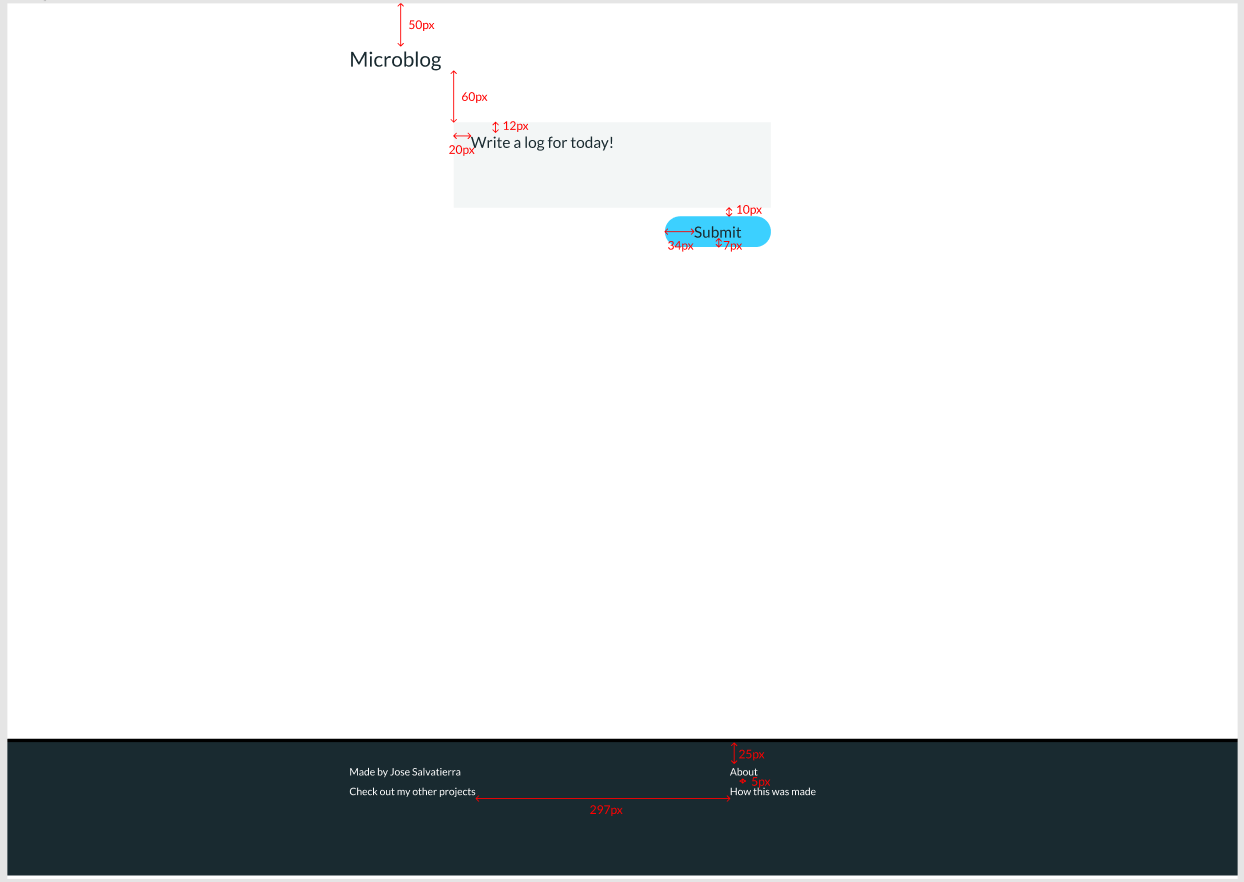 50px
Microblog
60px
12px
Write a log for today!
20px
10px
Submit
34px
7px
25px
Made by Jose Salvatierra
About
5px
Check out my other projects
How this was made
297px